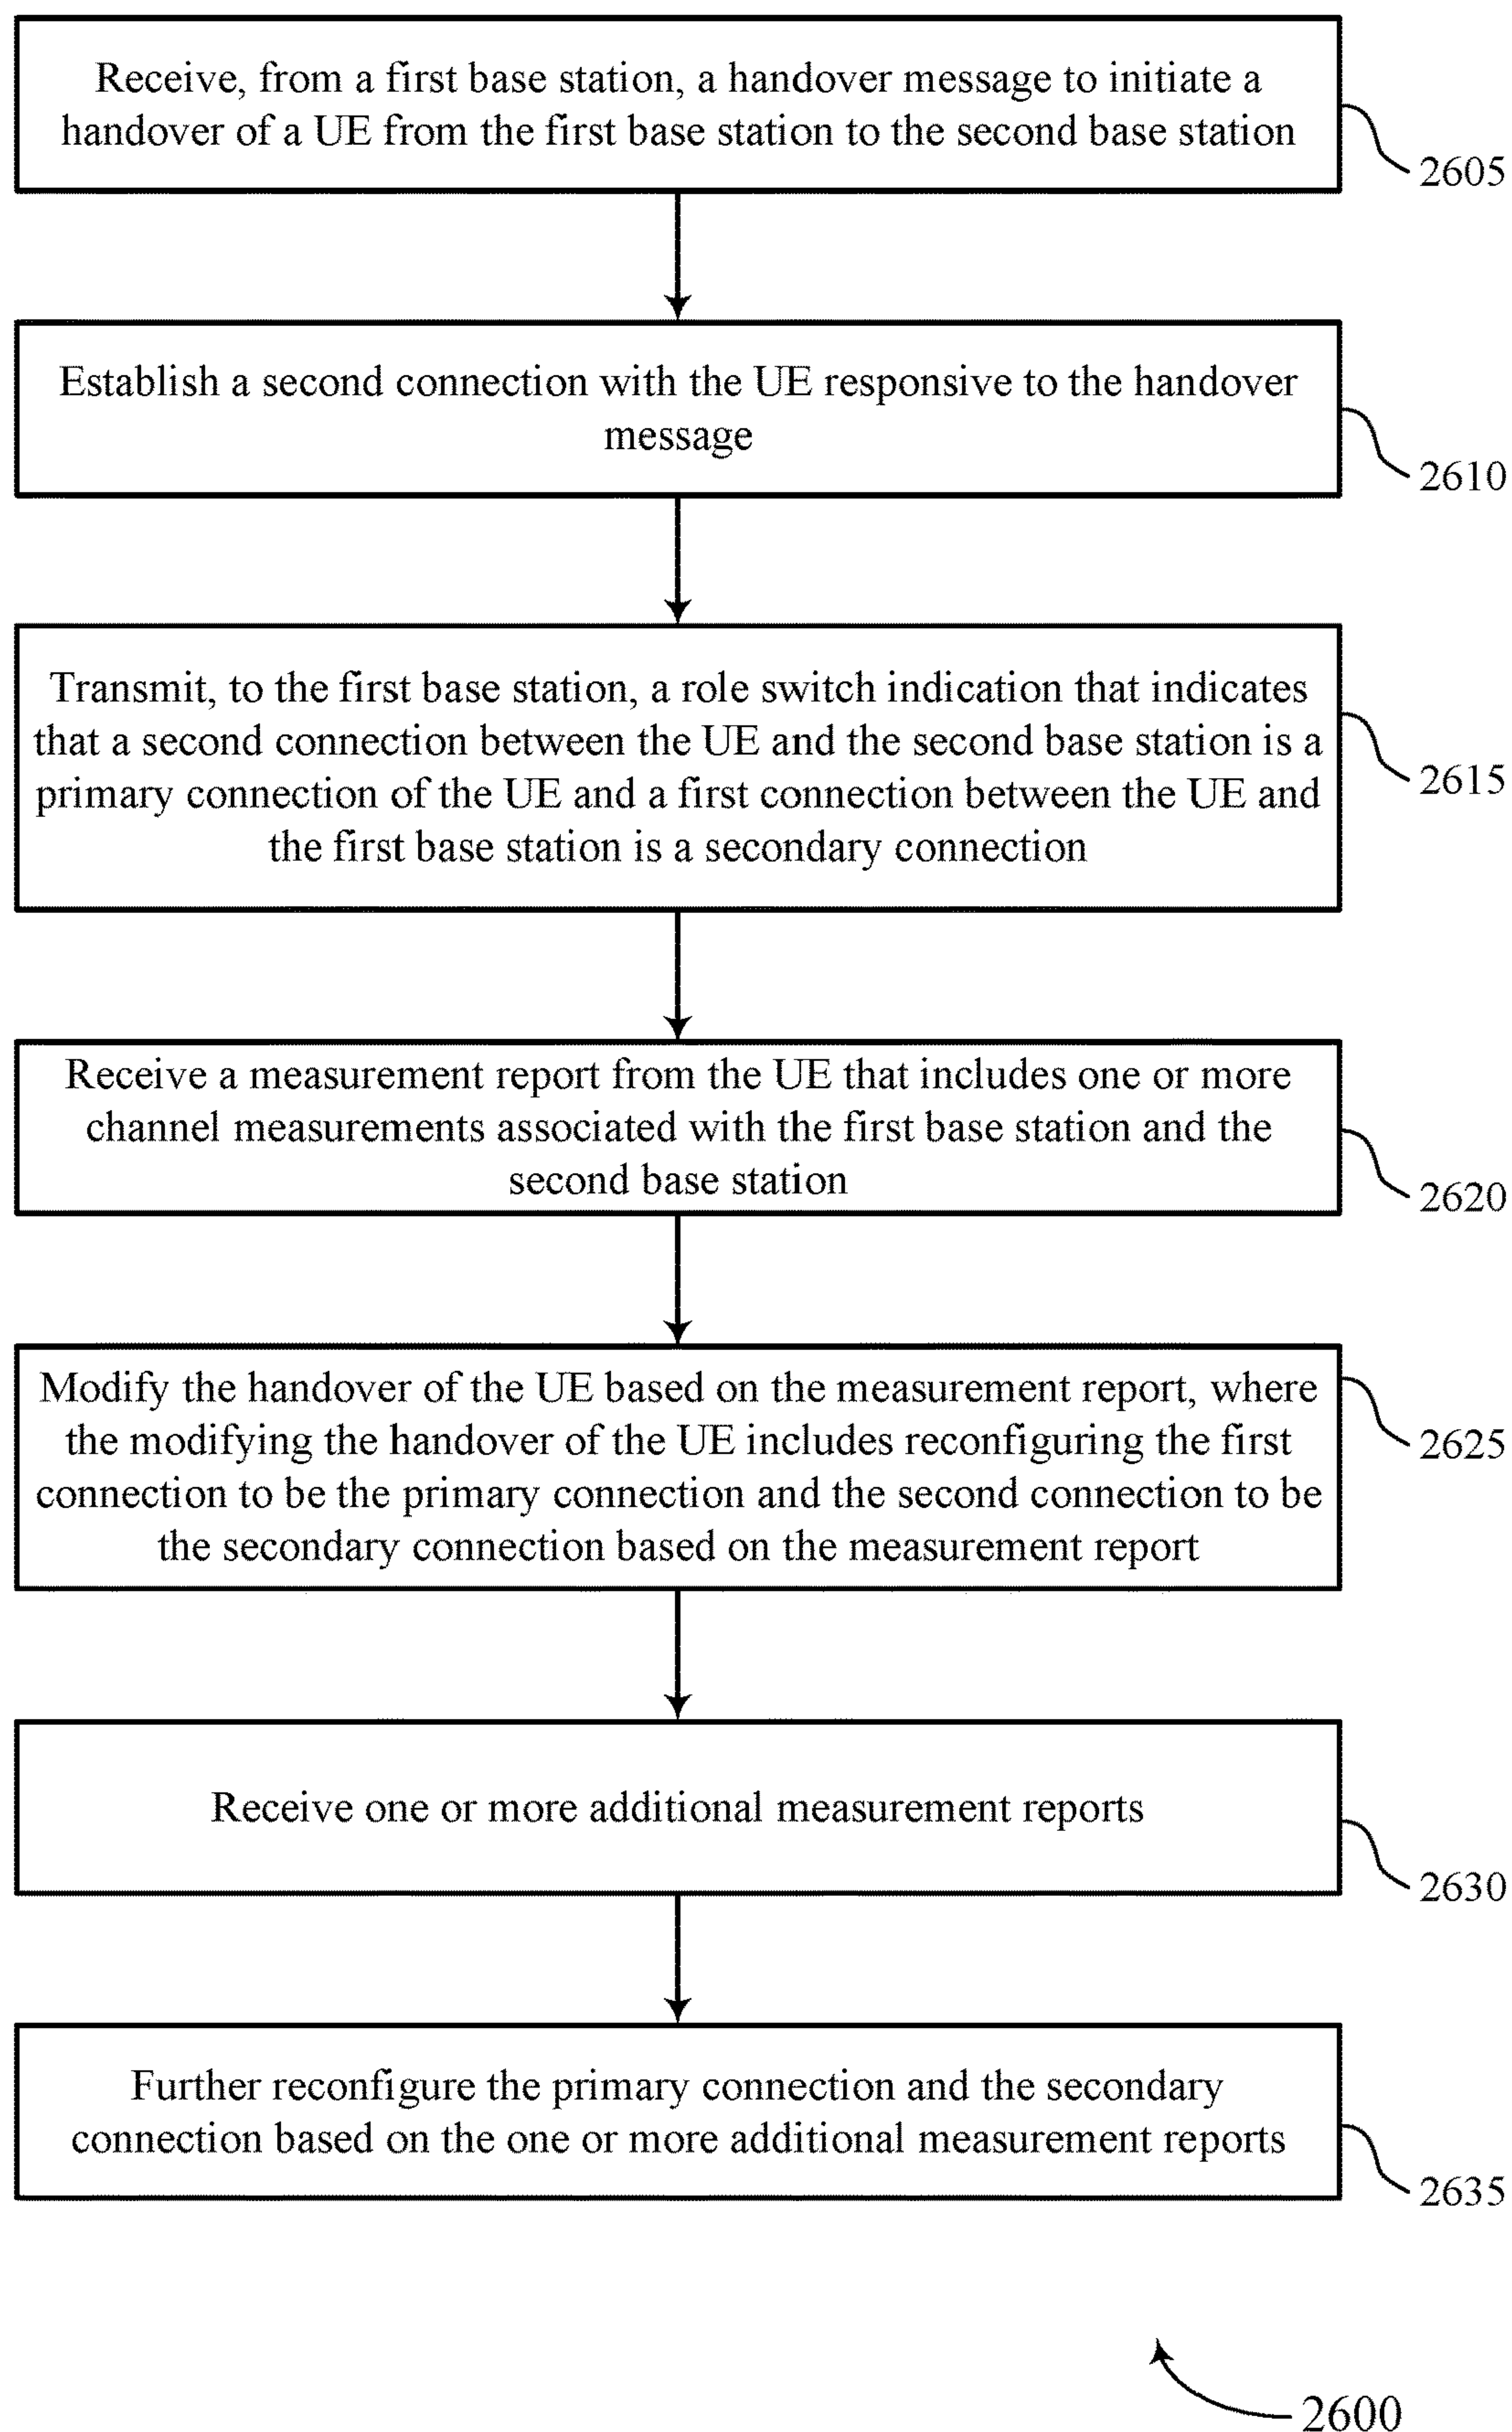 Receive, from a first base station, a handover message to initiate a
handover of a UE from the first base station to the second base station
2605
Establish a second connection with the UE responsive to the handover
message
2610
Transmit, to the first base station, a role switch indication that indicates
that a second connection between the UE and the second base station is a
primary connection of the UE and a first connection between the UE and
the first base station is a secondary connection
2615
Receive a measurement report from the UE that includes one or more
channel measurements associated with the first base station and the
second base station
2620
Modify the handover of the UE based on the measurement report, where
the modifying the handover of the UE includes reconfiguring the first
connection to be the primary connection and the second connection to be
the secondary connection based on the measurement report
2625
Receive one or more additional measurement reports
2630
Further reconfigure the primary connection and the secondary
connection based on the one or more additional measurement reports
2635
2600